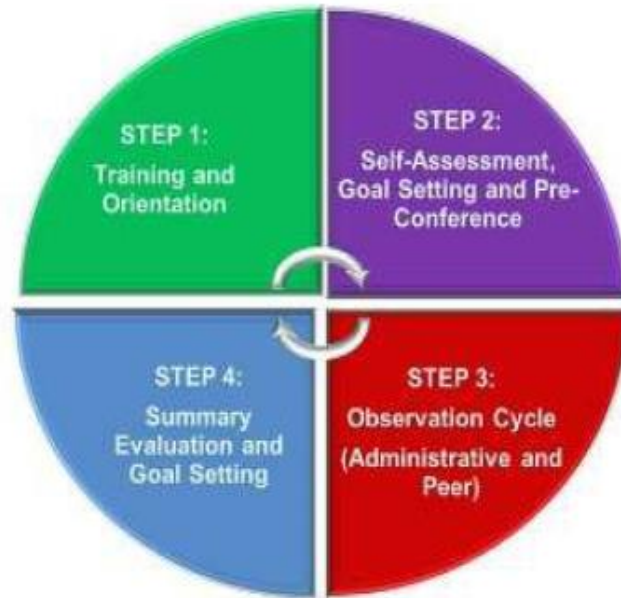 STEP 1:
Training and
Orientation
STEP 2:
Self-Assessment,
Goal Setting and Pre-
Conference
STEP 3:
Observation Cycle
(Administrative and
Peer)
STEP 4:
Summary
Evaluation and
Goal Setting